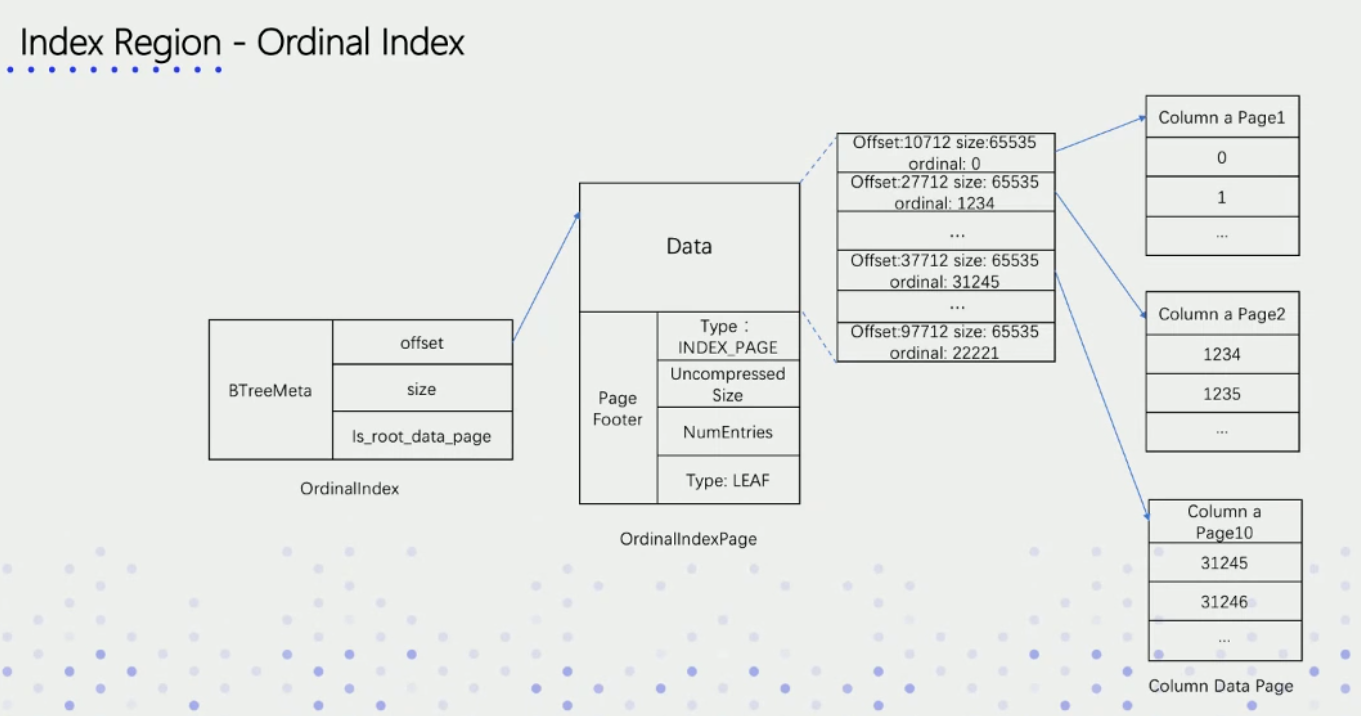 Index Region - Ordinal Index
BTreeMeta
offset
size
Is_root_data_page
OrdinalIndex
Data
Page
Footer
Type：
INDEX_PAGE
Uncompressed
Size
NumEntries
Type: LEAF
OrdinalIndexPage
Offset:10712 size:65535
ordinal: 0
Offset:27712 size: 65535
ordinal: 1234
...
Offset:37712 size: 65535
ordinal: 31245
...
Offset:97712 size: 65535
ordinal: 22221
Column a Page1
0
1
...
Column a Page2
1234
1235
...
Column a
Page10
31245
31246
...
Column Data Page